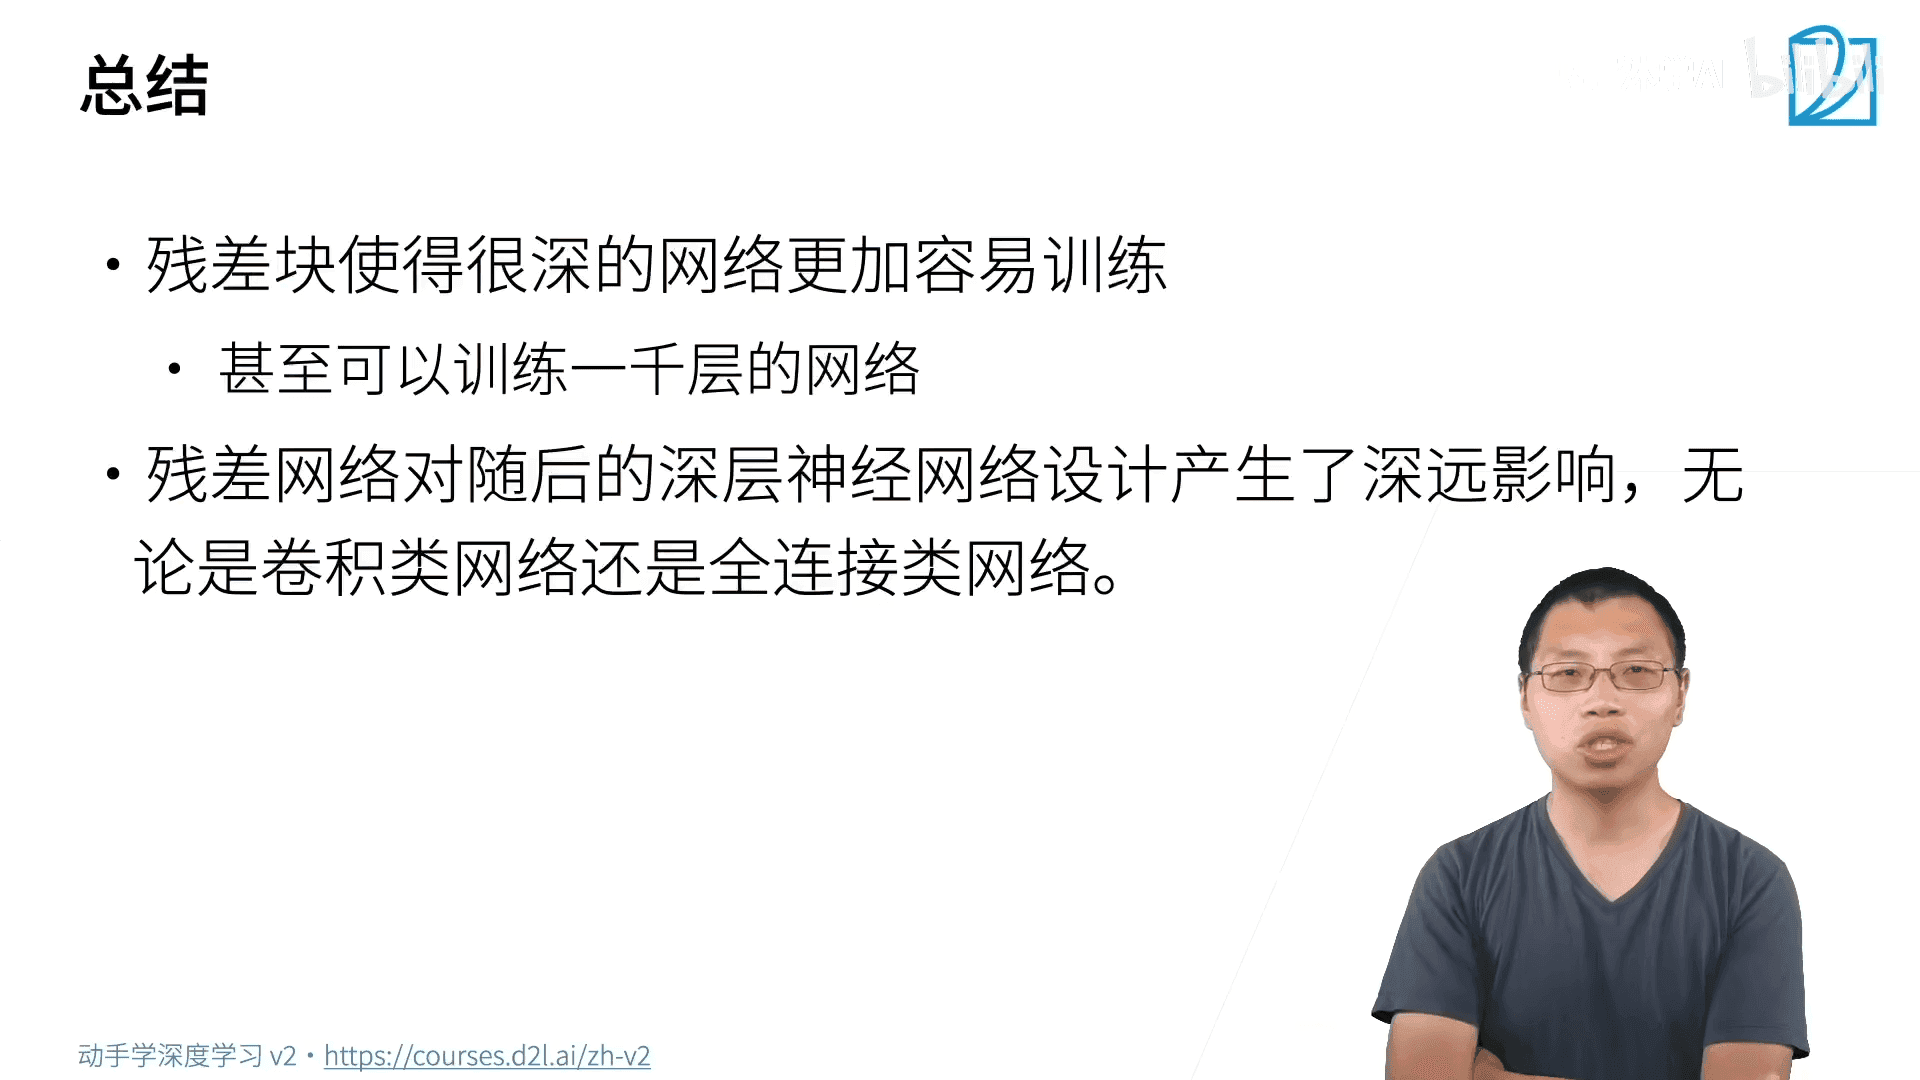 总结
• 残差块使得很深的网络更加容易训练
• 甚至可以训练一千层的网络
• 残差网络对随后的深层神经网络设计产生了深远影响，无
论是卷积类网络还是全连接类网络。
动手学深度学习 v2 • https://courses.d2l.ai/zh-v2